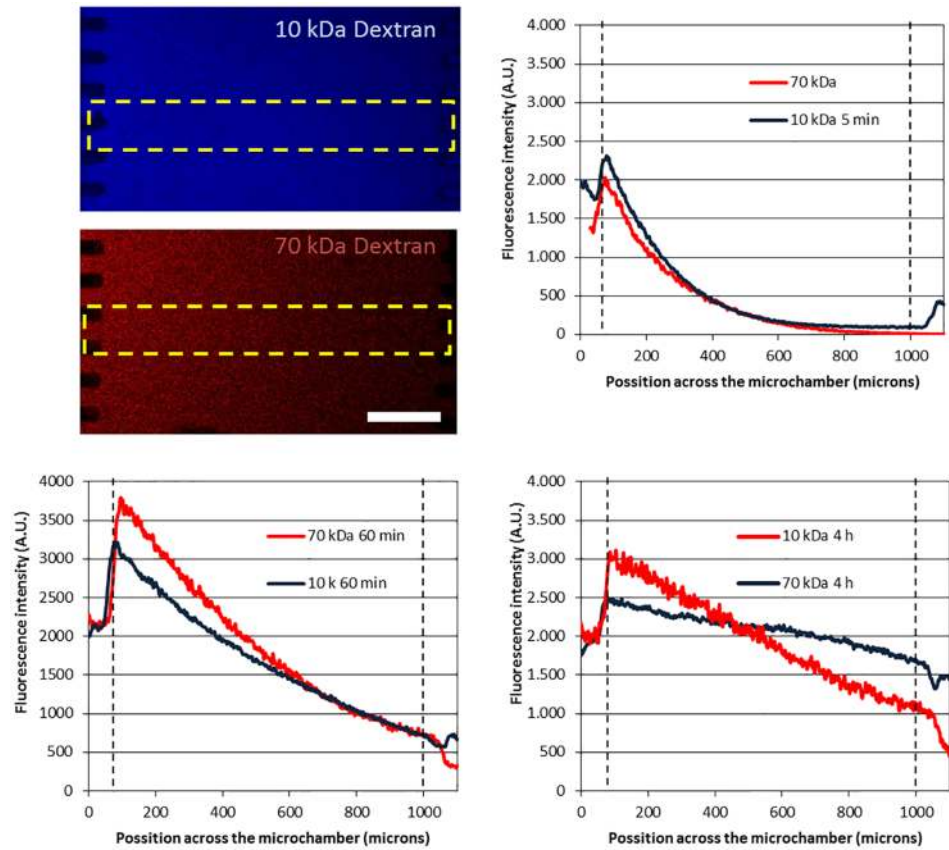 10 kDa Dextran
70 kDa Dextran
Fluorescence intensity (A.U.)
4.000
3.500
3.000
2.500
2.000
1.500
1.000
500
0
70 kDa
10 kDa 5 min
0 200 400 600 800 1000
Possition across the microchamber (microns)
Fluorescence intensity (A.U.)
4000
3500
3000
2500
2000
1500
1000
500
0
70 kDa 60 min
10 k 60 min
0 200 400 600 800 1000
Possition across the microchamber (microns)
Fluorescence intensity (A.U.)
4.000
3.500
3.000
2.500
2.000
1.500
1.000
500
0
10 kDa 4 h
70 kDa 4 h
0 200 400 600 800 1000
Possition across the microchamber (microns)